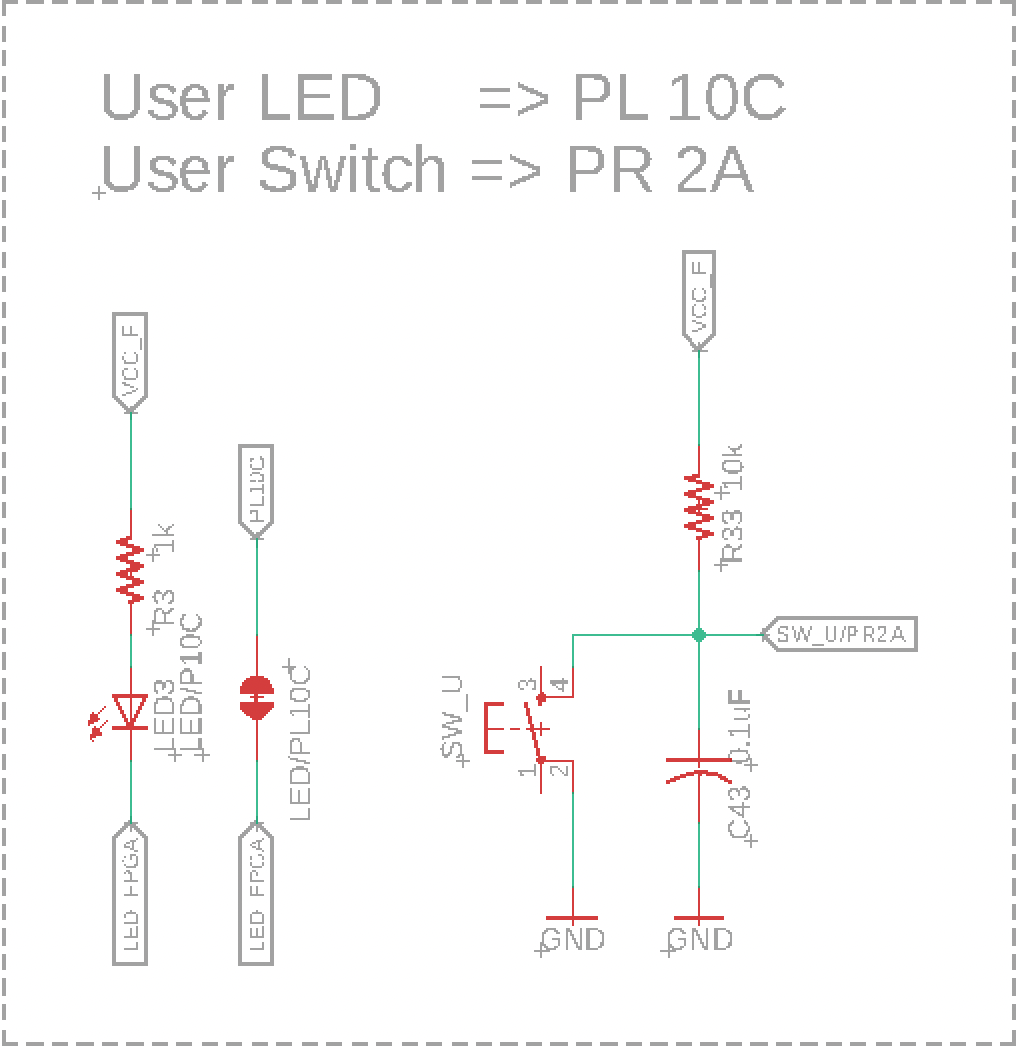 User LED => PL 10C
User Switch => PR 2A
VCC_F
VCC_F
PL10C
10k
R33
1k
R3
LED3
LED/P10C
LED/PL10C
SW_U/PR2A
SW_U
3
4
1
2
0.1uF
C43
LED_FPGA
LED_FPGA
GND
GND